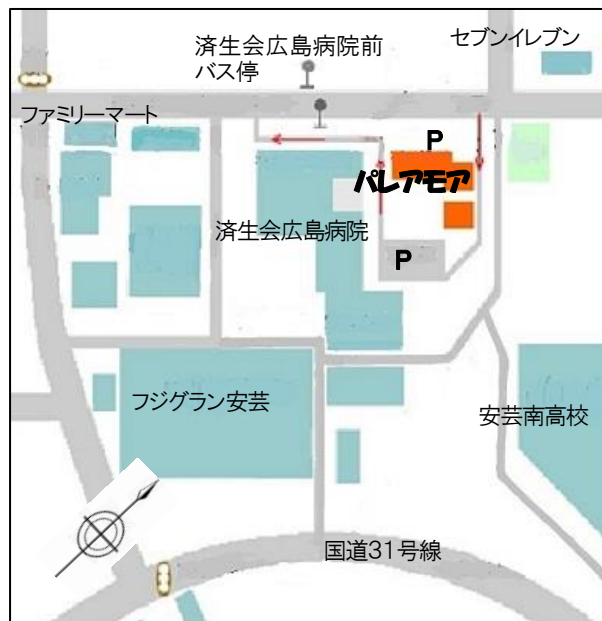 済生会広島病院前
バス停
セブンイレブン
ファミリーマート
P
パレアモア
済生会広島病院
P
フジグラン安芸
安芸南高校
国道31号線